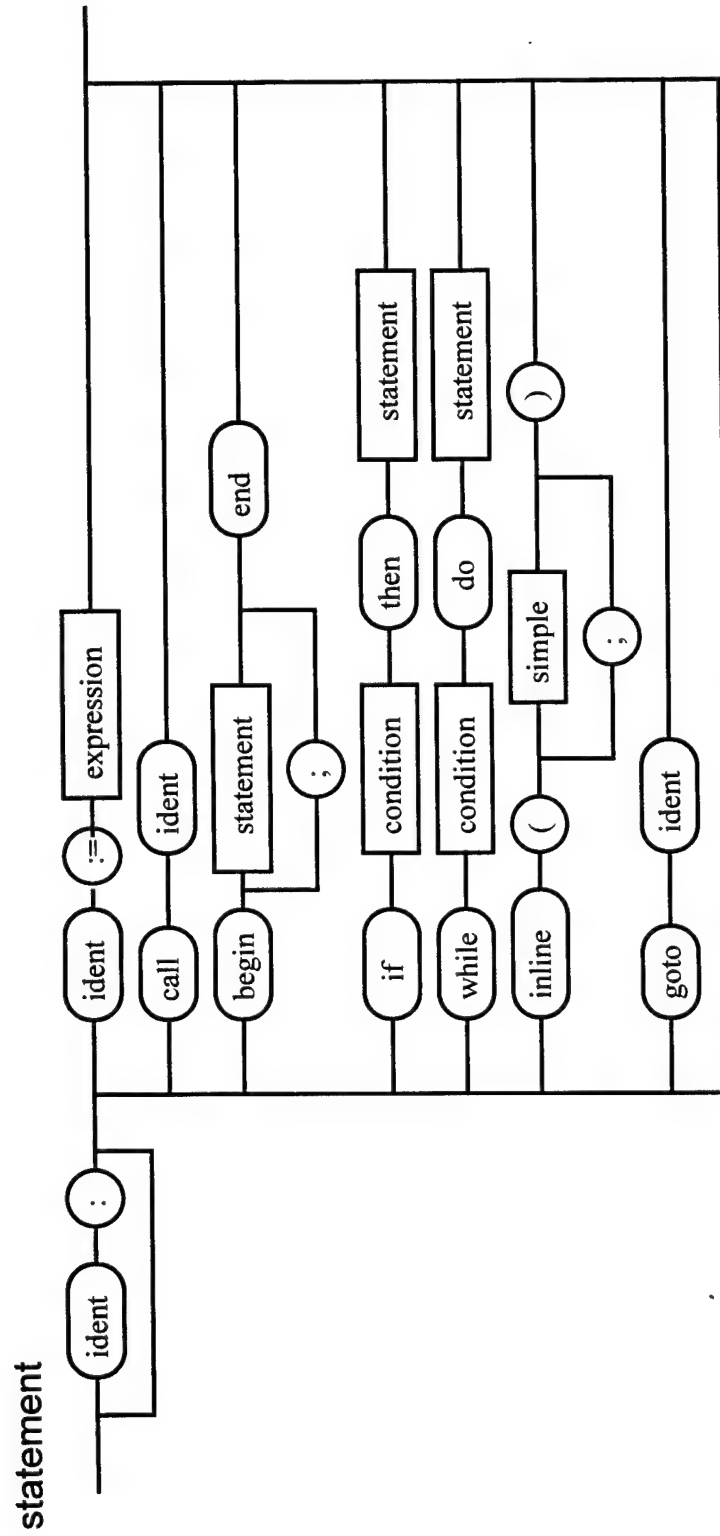 statement
ident : ident := expression
call ident
begin statement end
;
if condition then statement
while condition do statement
inline ( simple )
;
goto ident